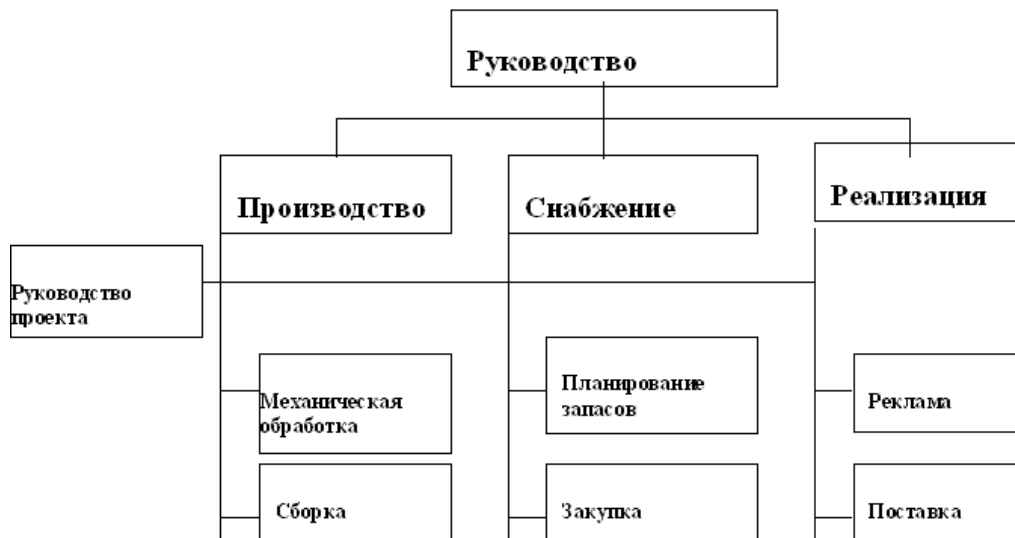 Руководство
Производство
Снабжение
Реализация
Руководство
проекта
Механическая
обработка
Планирование
запасов
Реклама
Сборка
Закупка
Поставка